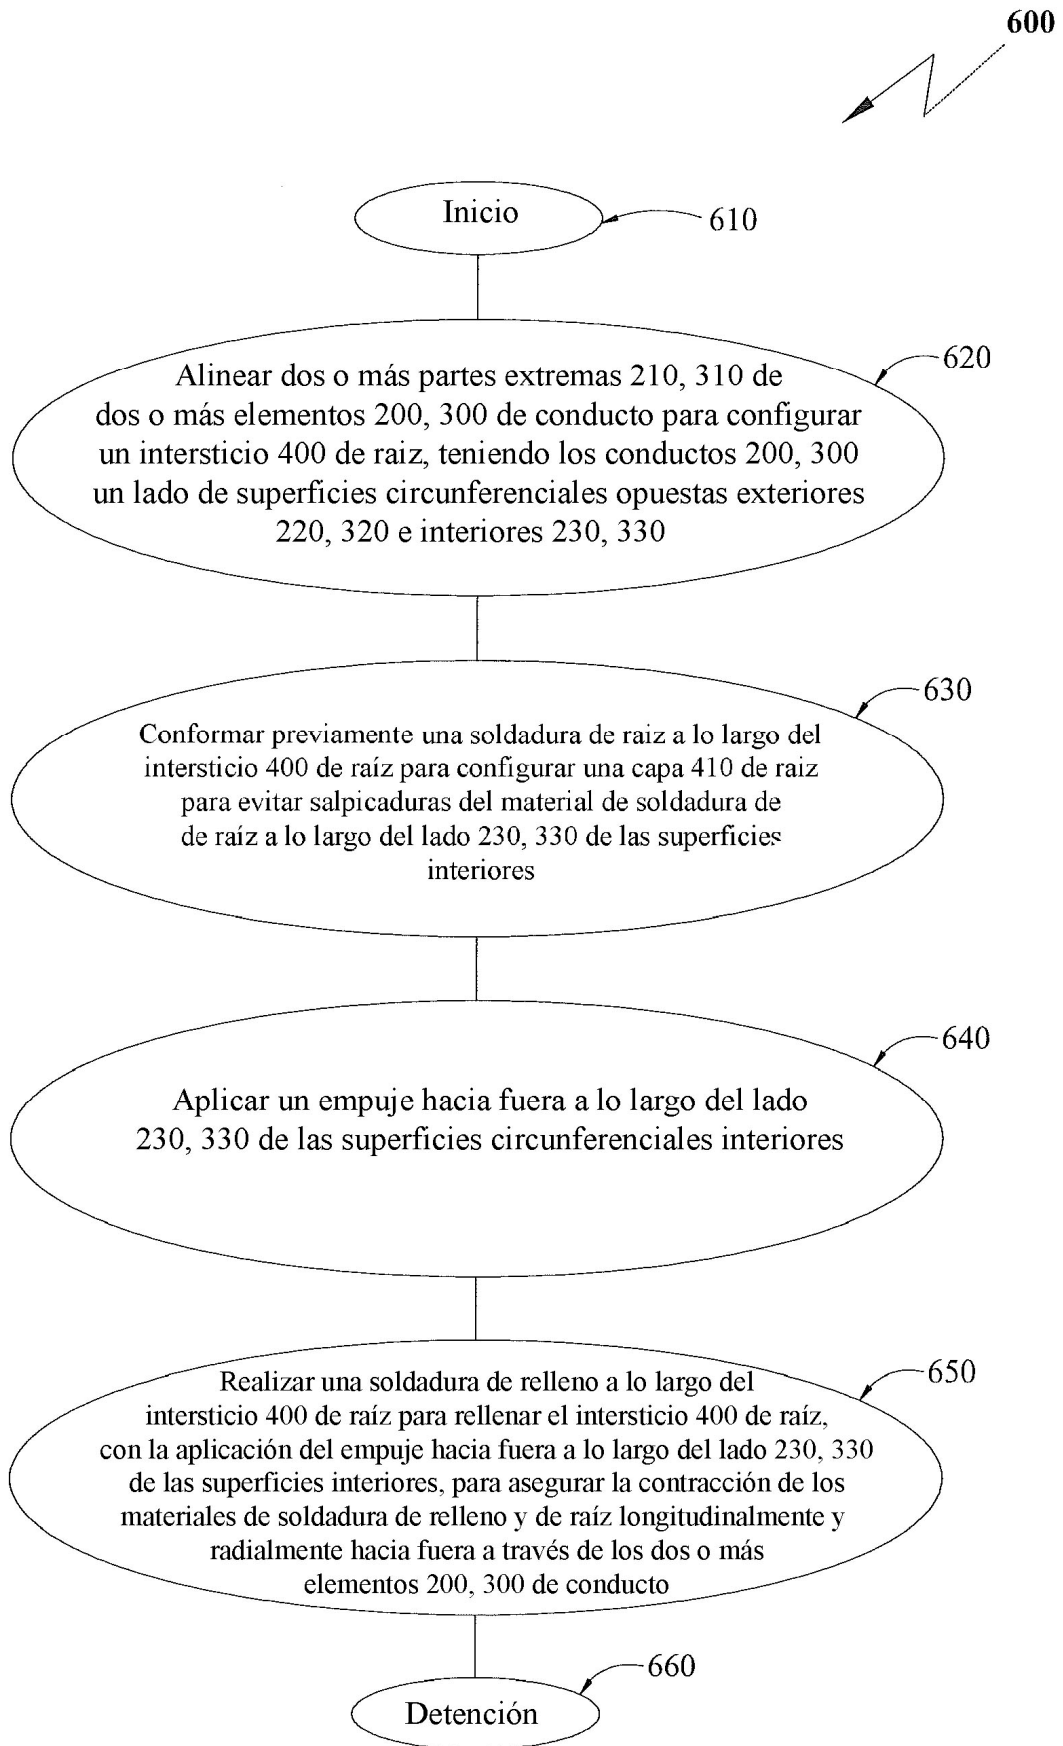 600
Inicio
610
620
Alinear dos o más partes extremas 210, 310 de
dos o más elementos 200, 300 de conducto para configurar
un intersticio 400 de raiz, teniendo los conductos 200, 300
un lado de superficies circunferenciales opuestas exteriores
220, 320 e interiores 230, 330
630
Conformar previamente una soldadura de raiz a lo largo del
intersticio 400 de raíz para configurar una capa 410 de raiz
para evitar salpicaduras del material de soldadura de
de raíz a lo largo del lado 230, 330 de las superficies
interiores
640
Aplicar un empuje hacia fuera a lo largo del lado
230, 330 de las superficies circunferenciales interiores
650
Realizar una soldadura de relleno a lo largo del
intersticio 400 de raíz para rellenar el intersticio 400 de raíz,
con la aplicación del empuje hacia fuera a lo largo del lado 230, 330
de las superficies interiores, para asegurar la contracción de los
materiales de soldadura de relleno y de raíz longitudinalmente y
radialmente hacia fuera a través de los dos o más
elementos 200, 300 de conducto
660
Detención